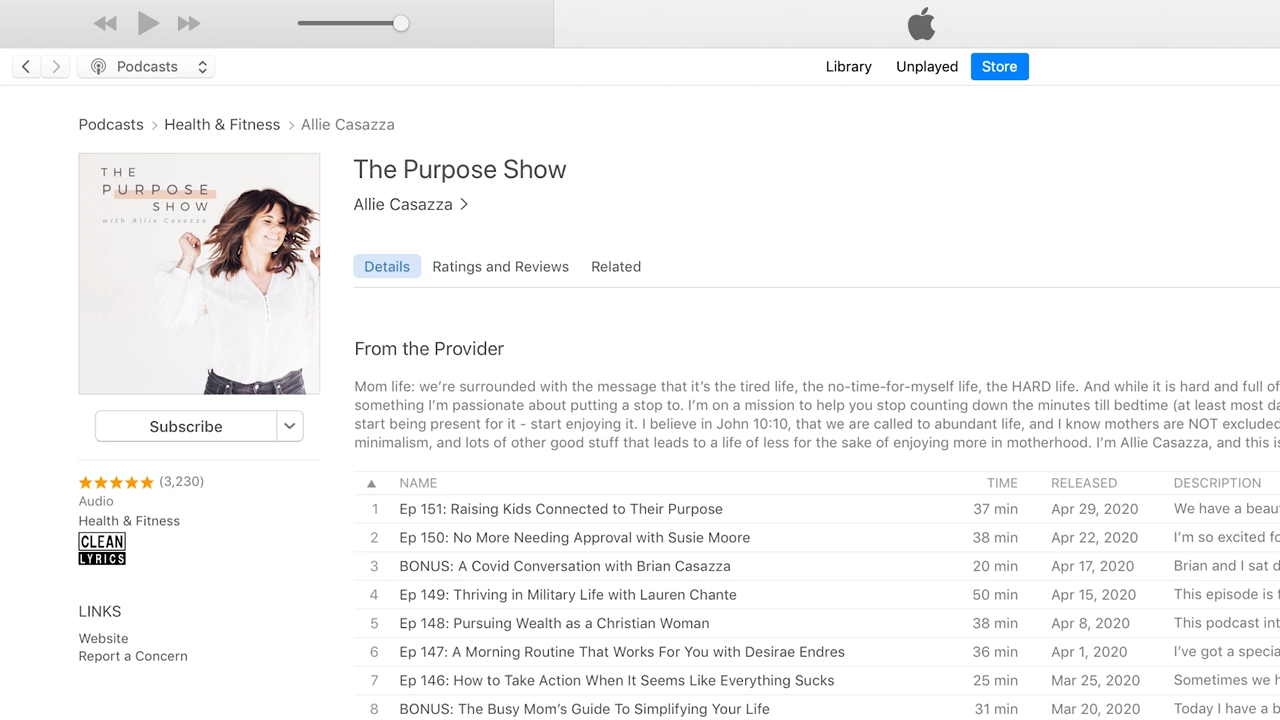 Podcasts
Library
Unplayed
Store
Podcasts > Health & Fitness > Allie Casazza
THE
PURPOSE
SHOW
with Allie Casazza
The Purpose Show
Allie Casazza >
Details
Ratings and Reviews
Related
From the Provider
Mom life: we're surrounded with the message that it's the tired life, the no-time-for-myself life, the HARD life. And while it is hard and full of
something I'm passionate about putting a stop to. I'm on a mission to help you stop counting down the minutes till bedtime (at least most da
start being present for it - start enjoying it. I believe in John 10:10, that we are called to abundant life, and I know mothers are NOT excluded
minimalism, and lots of other good stuff that leads to a life of less for the sake of enjoying more in motherhood. I'm Allie Casazza, and this is
Subscribe
★★★★★ (3,230)
Audio
Health & Fitness
CLEAN
LYRICS
LINKS
Website
Report a Concern
▲ NAME TIME RELEASED DESCRIPTION
1 Ep 151: Raising Kids Connected to Their Purpose 37 min Apr 29, 2020 We have a beau
2 Ep 150: No More Needing Approval with Susie Moore 38 min Apr 22, 2020 I'm so excited fo
3 BONUS: A Covid Conversation with Brian Casazza 20 min Apr 17, 2020 Brian and I sat d
4 Ep 149: Thriving in Military Life with Lauren Chante 50 min Apr 15, 2020 This episode is f
5 Ep 148: Pursuing Wealth as a Christian Woman 38 min Apr 8, 2020 This podcast int
6 Ep 147: A Morning Routine That Works For You with Desirae Endres 36 min Apr 1, 2020 I've got a specia
7 Ep 146: How to Take Action When It Seems Like Everything Sucks 25 min Mar 25, 2020 Sometimes we h
8 BONUS: The Busy Mom's Guide To Simplifying Your Life 31 min Mar 20, 2020 Today I have a b